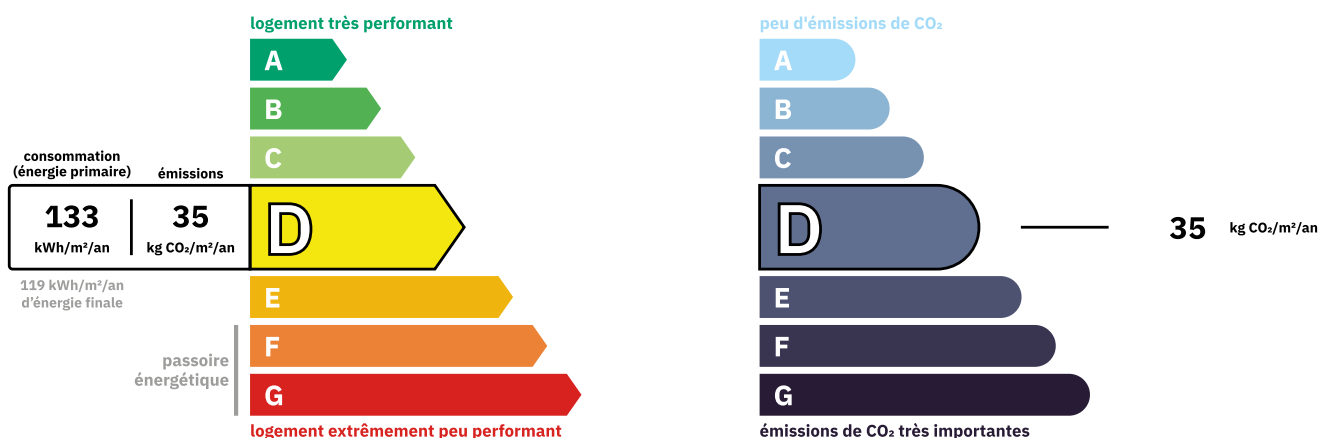 logement très performant
A
B
C
consommation
(énergie primaire)
émissions
133
kWh/m²/an
35
kg CO₂/m²/an
D
119 kWh/m²/an
d'énergie finale
E
passoire
énergétique
F
G
logement extrêmement peu performant
peu d'émissions de CO₂
A
B
C
D
35 kg CO₂/m²/an
E
F
G
émissions de CO₂ très importantes